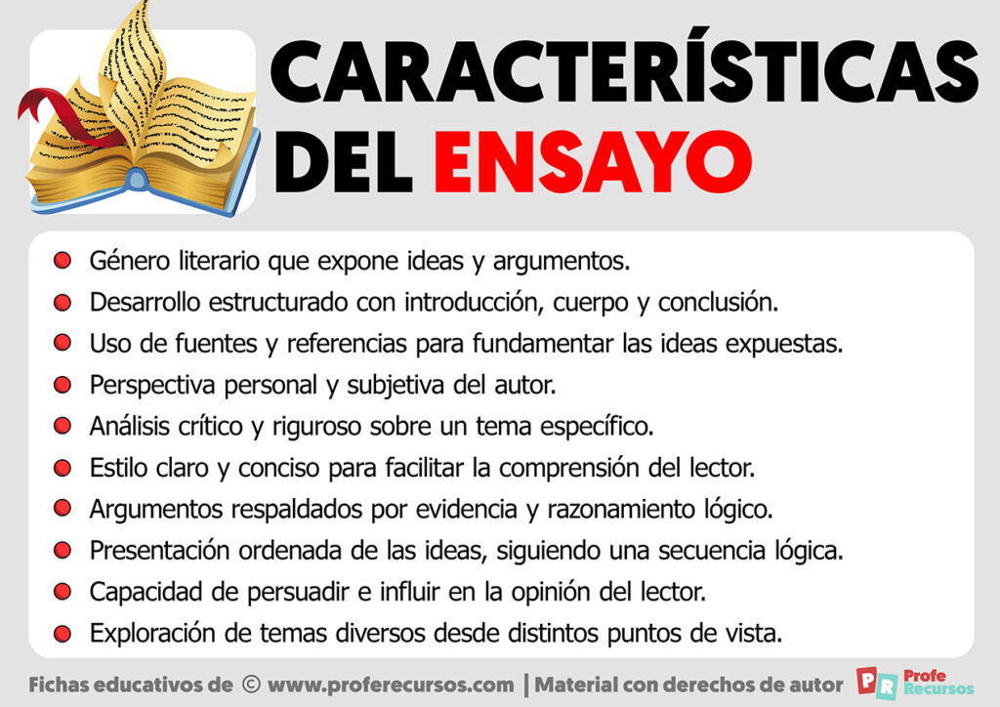 CARACTERÍSTICAS
DEL ENSAYO
Género literario que expone ideas y argumentos.
Desarrollo estructurado con introducción, cuerpo y conclusión.
Uso de fuentes y referencias para fundamentar las ideas expuestas.
Perspectiva personal y subjetiva del autor.
Análisis crítico y riguroso sobre un tema específico.
Estilo claro y conciso para facilitar la comprensión del lector.
Argumentos respaldados por evidencia y razonamiento lógico.
Presentación ordenada de las ideas, siguiendo una secuencia lógica.
Capacidad de persuadir e influir en la opinión del lector.
Exploración de temas diversos desde distintos puntos de vista.
Fichas educativos de © www.proferecursos.com | Material con derechos de autor
PR Profe
Recursos